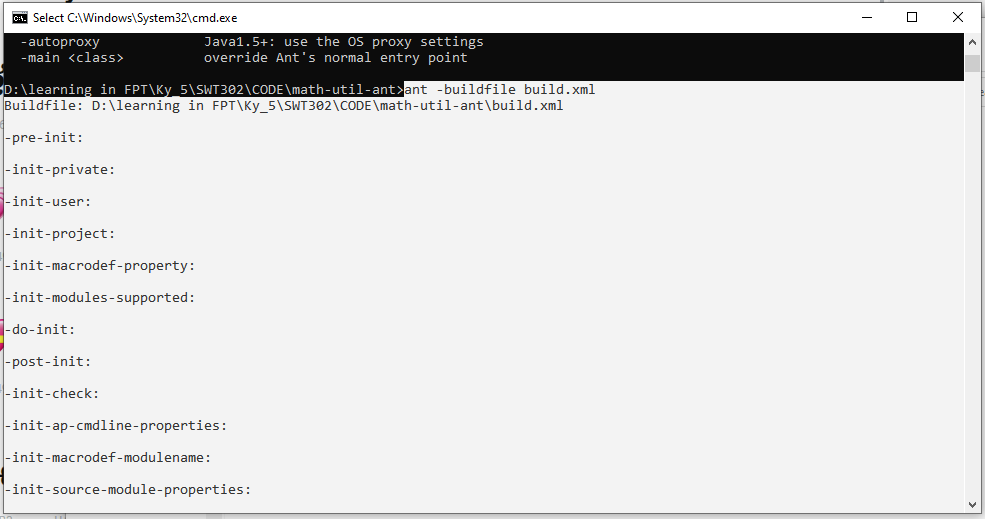 Select C:\Windows\System32\cmd.exe
-autoproxy             Java1.5+: use the OS proxy settings
-main <class>          override Ant's normal entry point
D:\learning in FPT\Ky_5\SWT302\CODE\math-util-ant>ant -buildfile build.xml
Buildfile: D:\learning in FPT\Ky_5\SWT302\CODE\math-util-ant\build.xml
-pre-init:
-init-private:
-init-user:
-init-project:
-init-macrodef-property:
-init-modules-supported:
-do-init:
-post-init:
-init-check:
-init-ap-cmdline-properties:
-init-macrodef-modulename:
-init-source-module-properties: